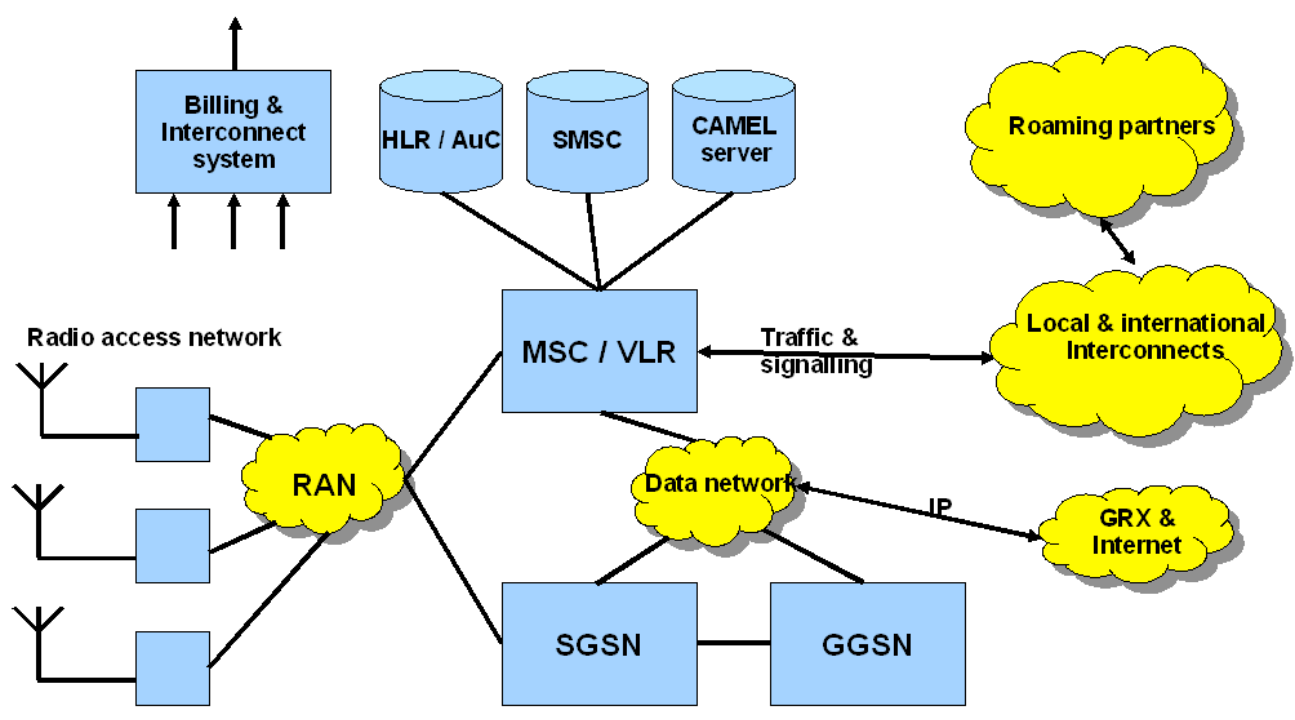 Billing &
Interconnect
system
HLR / AuC
SMSC
CAMEL
server
Roaming partners
Radio access network
MSC / VLR
Traffic &
signalling
Local & international
Interconnects
RAN
Data network
IP
GRX &
Internet
SGSN
GGSN